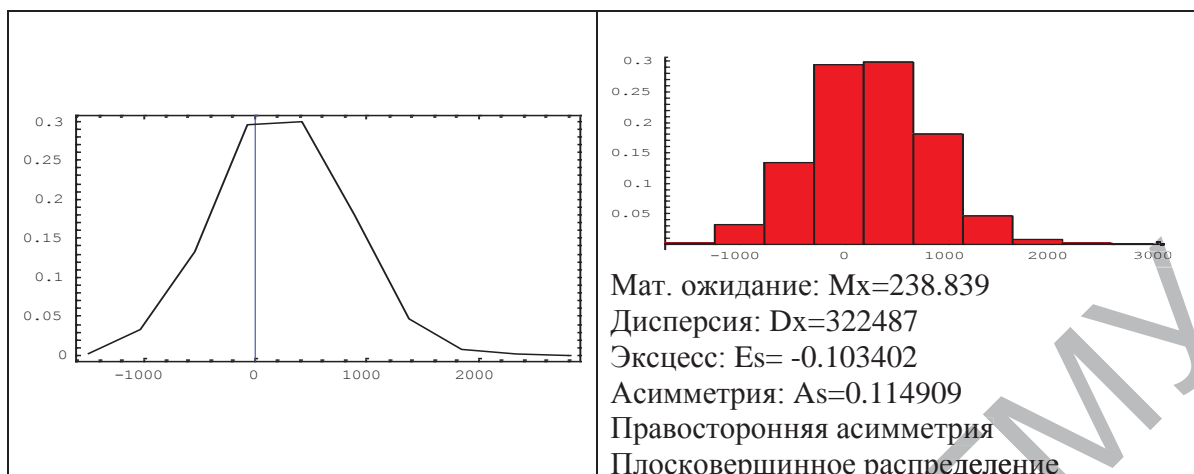 0.3
0.25
0.2
0.15
0.1
0.05
0
-1000 0 1000 2000
0.3
0.25
0.2
0.15
0.1
0.05
-1000 0 1000 2000 3000
Мат. ожидание: Mx=238.839
Дисперсия: Dx=322487
Эксцесс: Es= -0.103402
Асимметрия: As=0.114909
Правосторонняя асимметрия
Плосковершинное распределение